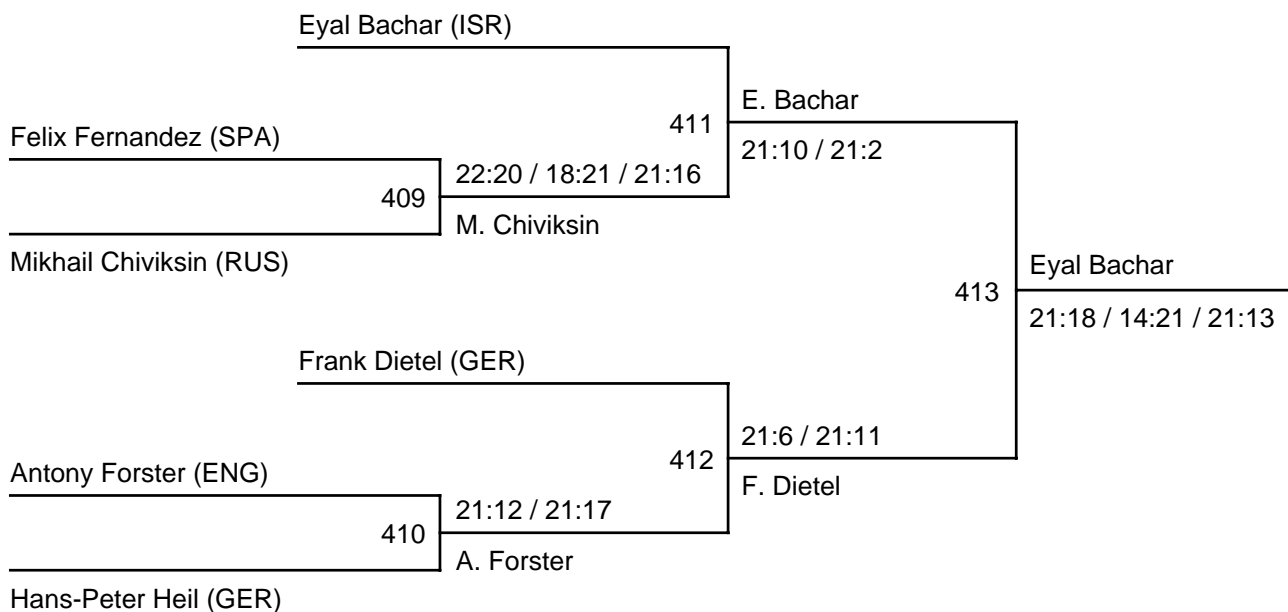 Eyal Bachar (ISR)
E. Bachar
411
Felix Fernandez (SPA)
21:10 / 21:2
22:20 / 18:21 / 21:16
409
M. Chiviksin
Mikhail Chiviksin (RUS)
Eyal Bachar
413
21:18 / 14:21 / 21:13
Frank Dietel (GER)
21:6 / 21:11
412
Antony Forster (ENG)
F. Dietel
21:12 / 21:17
410
A. Forster
Hans-Peter Heil (GER)